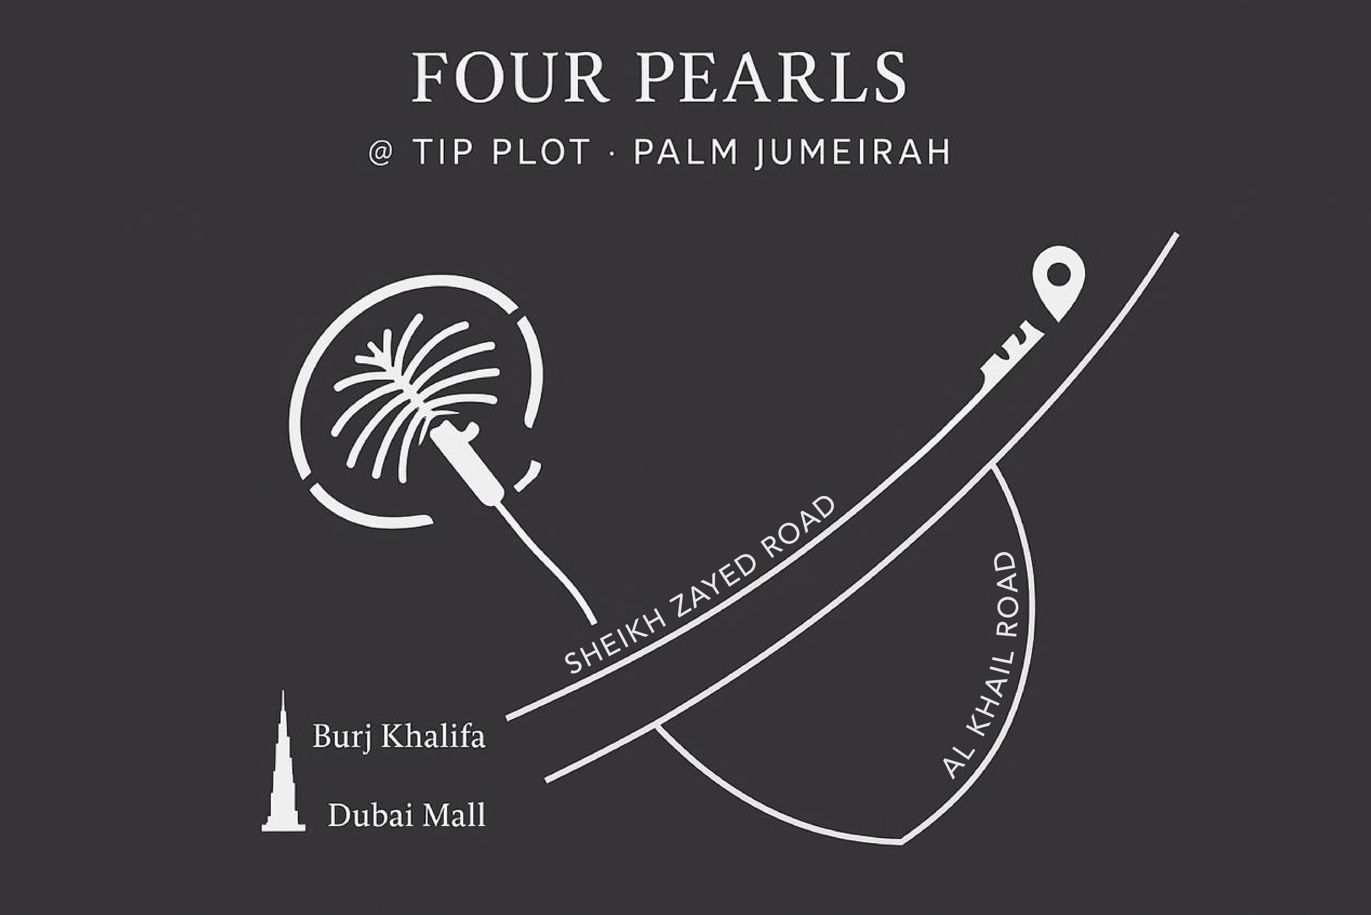 FOUR PEARLS
@ TIP PLOT · PALM JUMEIRAH
SHEIKH ZAYED ROAD
AL KHAIL ROAD
Burj Khalifa
Dubai Mall